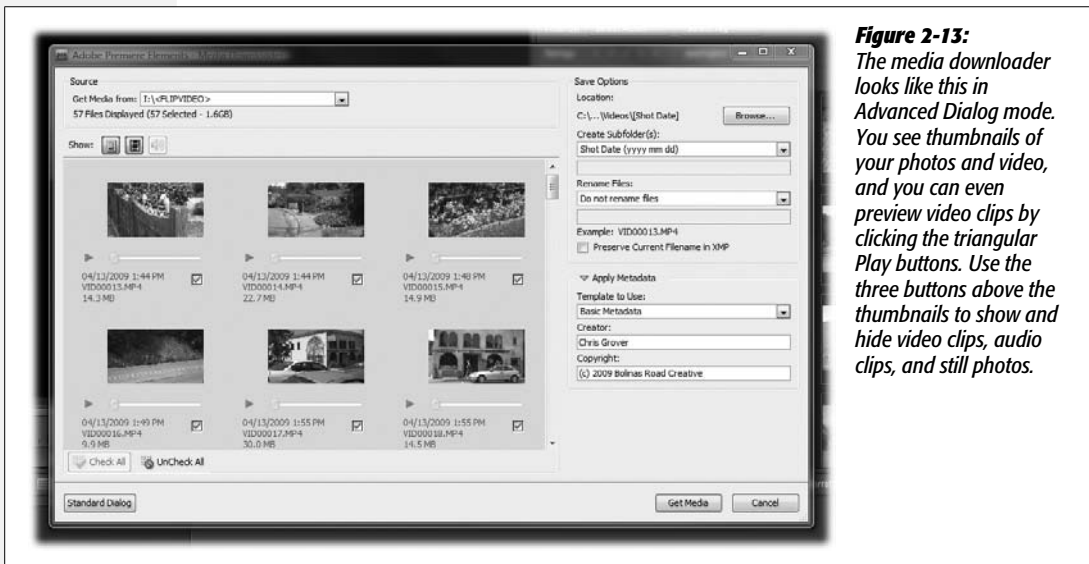 Adobe Premiere Elements - Media Downloader
Source
Get Media from: I:\<FLIPVIDEO>
57 Files Displayed (57 Selected - 1.6GB)
Show:
04/13/2009 1:44 PM
VID00013.MP4
14.3 MB
04/13/2009 1:44 PM
VID00014.MP4
22.7 MB
04/13/2009 1:48 PM
VID00015.MP4
14.9 MB
04/13/2009 1:49 PM
VID00016.MP4
9.9 MB
04/13/2009 1:55 PM
VID00017.MP4
30.0 MB
04/13/2009 1:55 PM
VID00018.MP4
14.5 MB
Check All
UnCheck All
Standard Dialog
Save Options
Location:
C:\...\Videos\[Shot Date]
Browse...
Create Subfolder(s):
Shot Date (yyyy mm dd)
Rename Files:
Do not rename files
Example: VID00013.MP4
Preserve Current Filename in XMP
Apply Metadata
Template to Use:
Basic Metadata
Creator:
Chris Grover
Copyright:
(c) 2009 Bolinas Road Creative
Get Media
Cancel
Figure 2-13:
The media downloader
looks like this in
Advanced Dialog mode.
You see thumbnails of
your photos and video,
and you can even
preview video clips by
clicking the triangular
Play buttons. Use the
three buttons above the
thumbnails to show and
hide video clips, audio
clips, and still photos.